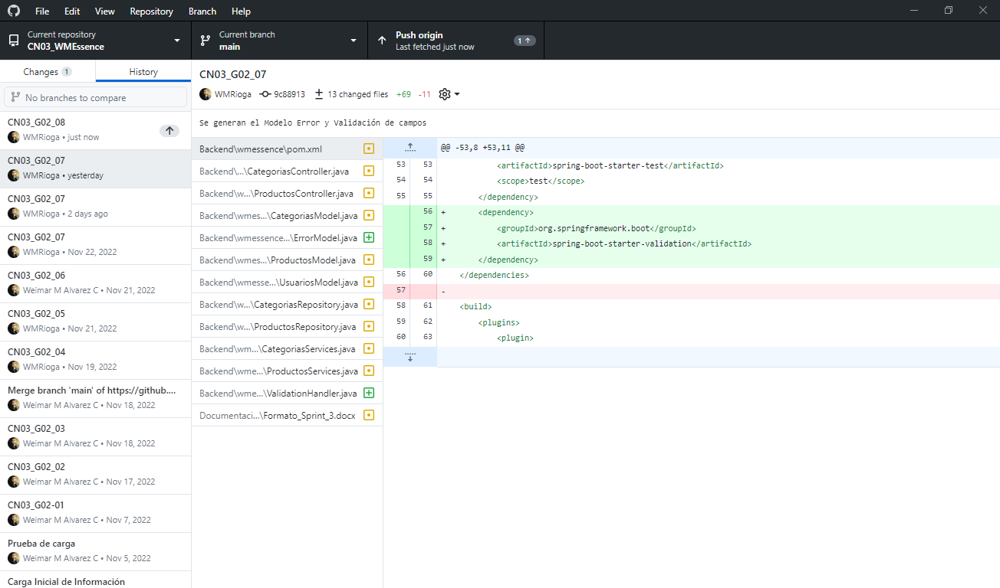 File Edit View Repository Branch Help
Current repository
CN03_WMEssence
Current branch
main
Push origin
Last fetched just now
1
Changes 1
History
No branches to compare
CN03_G02_08
WMRioga • just now
CN03_G02_07
WMRioga • yesterday
CN03_G02_07
WMRioga • 2 days ago
CN03_G02_07
WMRioga • Nov 22, 2022
CN03_G02_06
Weimar M Alvarez C • Nov 21, 2022
CN03_G02_05
WMRioga • Nov 21, 2022
CN03_G02_04
WMRioga • Nov 19, 2022
Merge branch 'main' of https://github....
Weimar M Alvarez C • Nov 18, 2022
CN03_G02_03
Weimar M Alvarez C • Nov 18, 2022
CN03_G02_02
Weimar M Alvarez C • Nov 17, 2022
CN03_G02-01
Weimar M Alvarez C • Nov 7, 2022
Prueba de carga
Weimar M Alvarez C • Nov 5, 2022
Carga Inicial de Información
CN03_G02_07
WMRioga 9c88913 13 changed files +69 -11
Se generan el Modelo Error y Validación de campos
Backend\wmessence\pom.xml
Backend\...\CategoriasController.java
Backend\w...\ProductosController.java
Backend\wmes...\CategoriasModel.java
Backend\wmessence...\ErrorModel.java
Backend\wmes...\ProductosModel.java
Backend\wmesse...\UsuariosModel.java
Backend\w...\CategoriasRepository.java
Backend\w...\ProductosRepository.java
Backend\wm...\CategoriasServices.java
Backend\wme...\ProductosServices.java
Backend\wme...\ValidationHandler.java
Documentaci...\Formato_Sprint_3.docx
@@ -53,8 +53,11 @@
53 53 <artifactId>spring-boot-starter-test</artifactId>
54 54 <scope>test</scope>
55 55 </dependency>
56 + <dependency>
57 + <groupId>org.springframework.boot</groupId>
58 + <artifactId>spring-boot-starter-validation</artifactId>
59 + </dependency>
56 60 </dependencies>
57 -
58 61 <build>
59 62 <plugins>
60 63 <plugin>